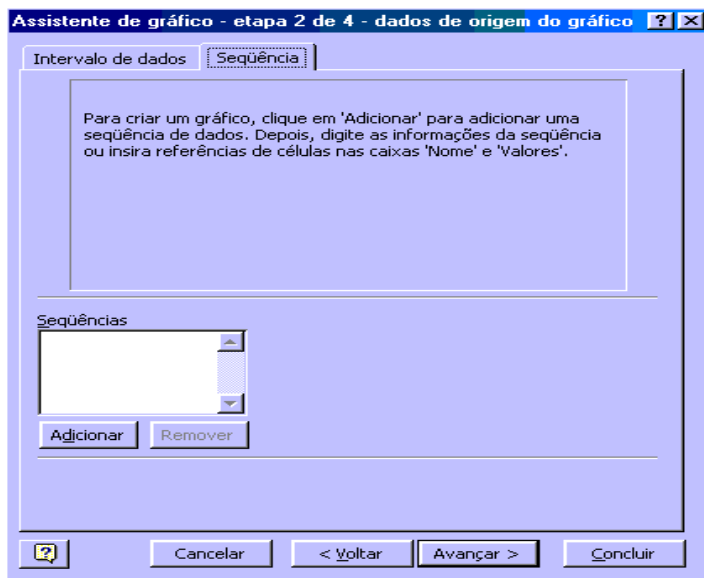 Assistente de gráfico - etapa 2 de 4 - dados de origem do gráfico ? X
Intervalo de dados Seqüência
Para criar um gráfico, clique em 'Adicionar' para adicionar uma
seqüência de dados. Depois, digite as informações da seqüência
ou insira referências de células nas caixas 'Nome' e 'Valores'.
Seqüências
Adicionar Remover
? Cancelar < Voltar Avançar > Concluir